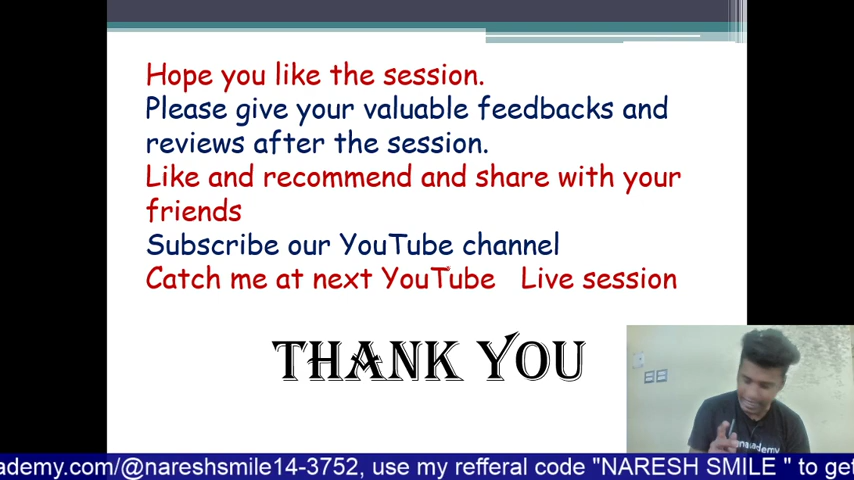 Hope you like the session.
Please give your valuable feedbacks and
reviews after the session.
Like and recommend and share with your
friends
Subscribe our YouTube channel
Catch me at next YouTube Live session
THANK YOU
ademy.com/@nareshsmile14-3752, use my refferal code "NARESH SMILE " to get